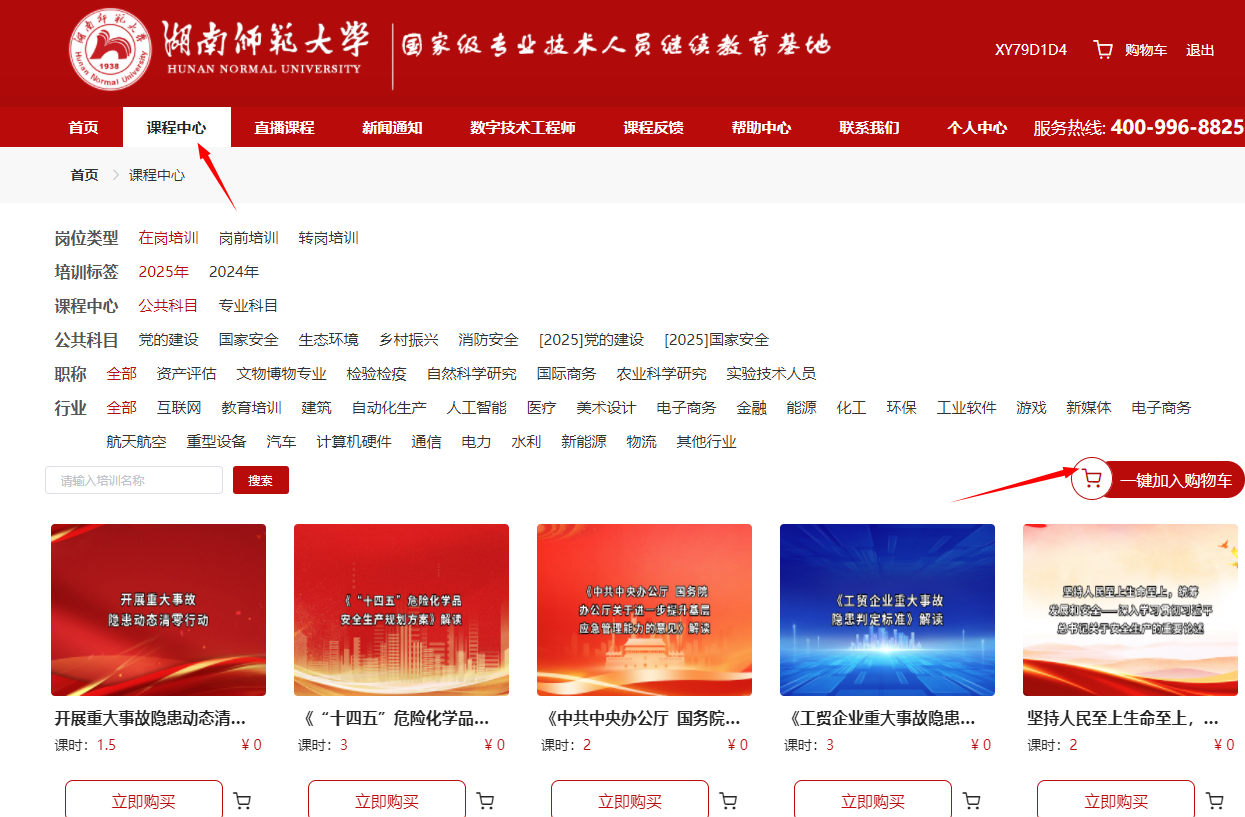 湖南师范大学
HUNAN NORMAL UNIVERSITY
湖南师范大学
1938
Hunan Normal University
国家级专业技术人员继续教育基地
XY79D1D4 购物车 退出
首页 课程中心 直播课程 新闻通知 数字技术工程师 课程反馈 帮助中心 联系我们 个人中心 服务热线: 400-996-8825
首页 课程中心
岗位类型 在岗培训 岗前培训 转岗培训
培训标签 2025年 2024年
课程中心 公共科目 专业科目
公共科目 党的建设 国家安全 生态环境 乡村振兴 消防安全 [2025]党的建设 [2025]国家安全
职称 全部 资产评估 文物博物专业 检验检疫 自然科学研究 国际商务 农业科学研究 实验技术人员
行业 全部 互联网 教育培训 建筑 自动化生产 人工智能 医疗 美术设计 电子商务 金融 能源 化工 环保 工业软件 游戏 新媒体 电子商务
航天航空 重型设备 汽车 计算机硬件 通信 电力 水利 新能源 物流 其他行业
请输入培训名称 搜索
一键加入购物车
开展重大事故
隐患动态清零行动
《“十四五”危险化学品
安全生产规划方案》解读
《中共中央办公厅 国务院
办公厅关于进一步提升基层
应急管理能力的意见》解读
《工贸企业重大事故
隐患判定标准》解读
坚持人民至上生命至上，统筹
发展和安全——深入学习贯彻习近平
总书记关于安全生产的重要论述
开展重大事故隐患动态清...
课时：1.5 ¥ 0
立即购买
《“十四五”危险化学品...
课时：3 ¥ 0
立即购买
《中共中央办公厅 国务院...
课时：2 ¥ 0
立即购买
《工贸企业重大事故隐患...
课时：3 ¥ 0
立即购买
坚持人民至上生命至上，...
课时：2 ¥ 0
立即购买